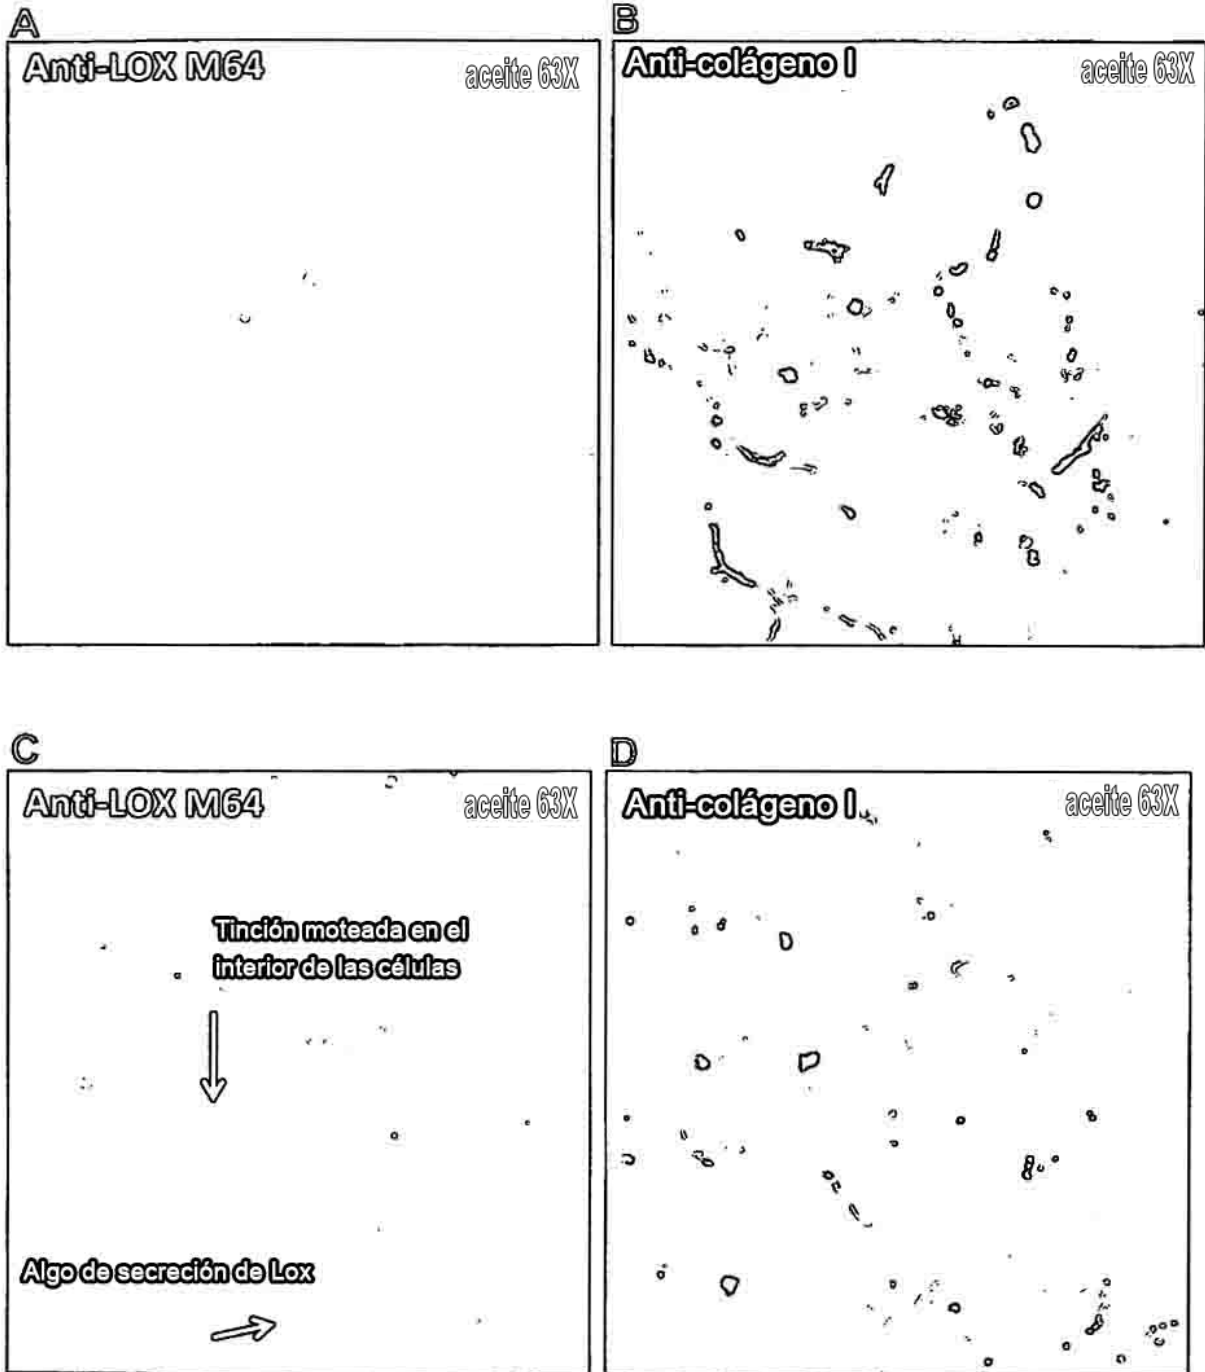 A
Anti-LOX M64
aceite 63X
B
Anti-colágeno I
aceite 63X
C
Anti-LOX M64
aceite 63X
Tinción moteada en el
interior de las células
Algo de secreción de Lox
D
Anti-colágeno I
aceite 63X